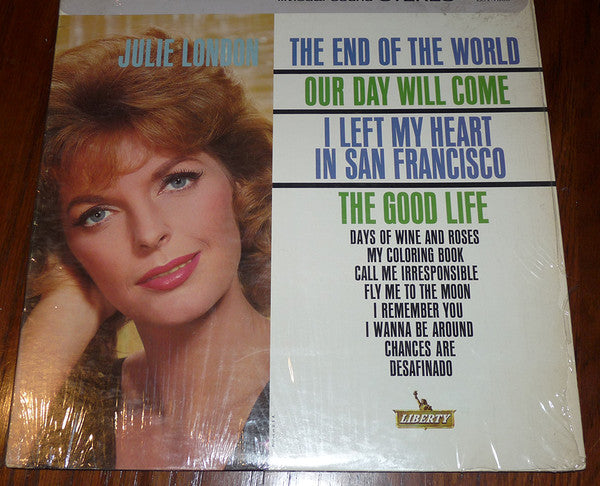 STEREO
JULIE LONDON
THE END OF THE WORLD
OUR DAY WILL COME
I LEFT MY HEART
IN SAN FRANCISCO
THE GOOD LIFE
DAYS OF WINE AND ROSES
MY COLORING BOOK
CALL ME IRRESPONSIBLE
FLY ME TO THE MOON
I REMEMBER YOU
I WANNA BE AROUND
CHANCES ARE
DESAFINADO
LIBERTY